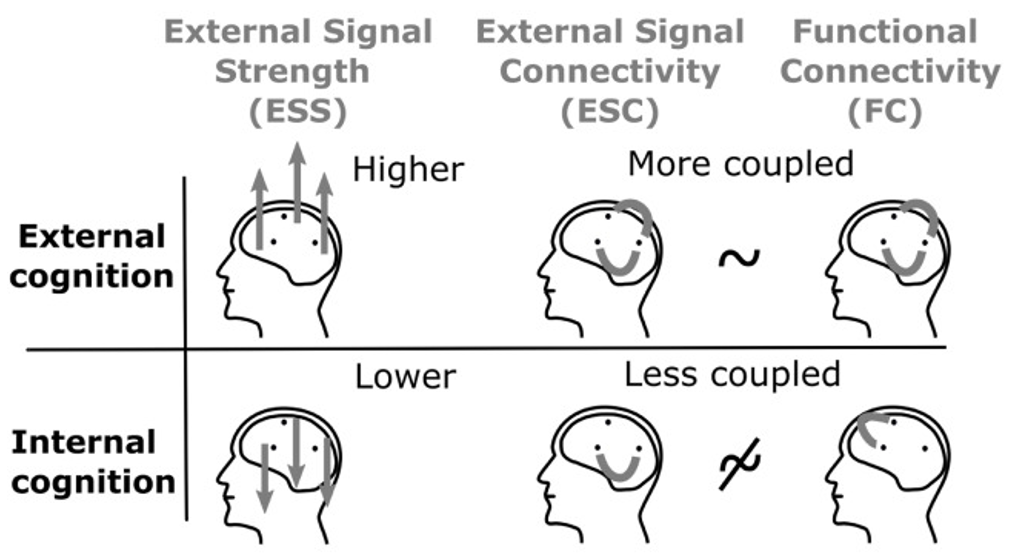 External Signal
Strength
(ESS)
External Signal
Connectivity
(ESC)
Functional
Connectivity
(FC)
Higher
More coupled
External
cognition
~
Lower
Less coupled
Internal
cognition
≁